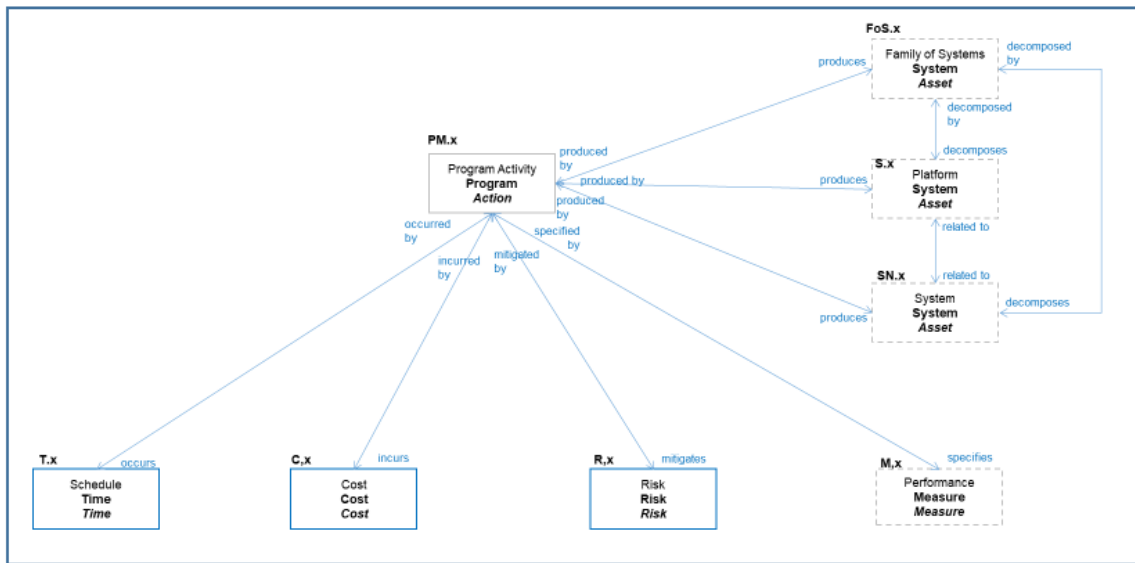 FoS.x
Family of Systems
System
Asset
produces
decomposed
by
decomposed
by
decomposes
PM.x
Program Activity
Program
Action
produced
by
produced by
produced
by
produces
S.x
Platform
System
Asset
related to
related to
SN.x
System
System
Asset
produces
decomposes
occurred
by
incurred
by
mitigated
by
specified
by
T.x
occurs
Schedule
Time
Time
C,x
incurs
Cost
Cost
Cost
R,x
mitigates
Risk
Risk
Risk
M,x
specifies
Performance
Measure
Measure